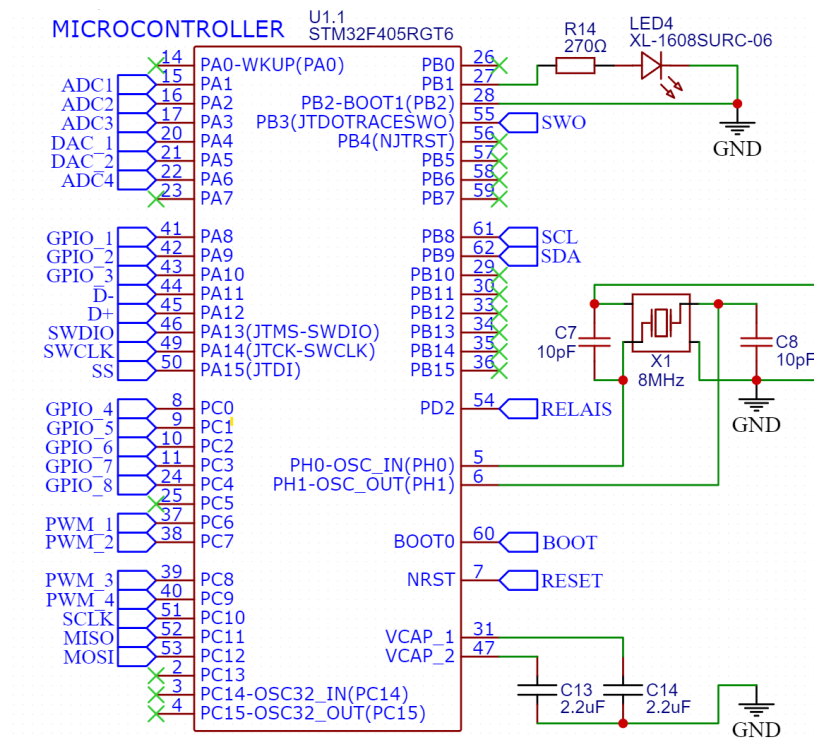 MICROCONTROLLER
U1.1
STM32F405RGT6
14 PA0-WKUP(PA0)
ADC1 15 PA1
ADC2 16 PA2
ADC3 17 PA3
DAC_1 20 PA4
DAC_2 21 PA5
ADC4 22 PA6
23 PA7
GPIO_1 41 PA8
GPIO_2 42 PA9
GPIO_3 43 PA10
D- 44 PA11
D+ 45 PA12
SWDIO 46 PA13(JTMS-SWDIO)
SWCLK 49 PA14(JTCK-SWCLK)
SS 50 PA15(JTDI)
GPIO_4 8 PC0
GPIO_5 9 PC1
GPIO_6 10 PC2
GPIO_7 11 PC3
GPIO_8 24 PC4
25 PC5
PWM_1 37 PC6
PWM_2 38 PC7
PWM_3 39 PC8
PWM_4 40 PC9
SCLK 51 PC10
MISO 52 PC11
MOSI 53 PC12
2 PC13
3 PC14-OSC32_IN(PC14)
4 PC15-OSC32_OUT(PC15)
PB0 26
PB1 27
PB2-BOOT1(PB2) 28
PB3(JTDOTRACESWO) 55 SWO
PB4(NJTRST) 56
PB5 57
PB6 58
PB7 59
PB8 61 SCL
PB9 62 SDA
PB10 29
PB11 30
PB12 33
PB13 34
PB14 35
PB15 36
PD2 54 RELAIS
PH0-OSC_IN(PH0) 5
PH1-OSC_OUT(PH1) 6
BOOT0 60 BOOT
NRST 7 RESET
VCAP_1 31
VCAP_2 47
R14
270Ω
LED4
XL-1608SURC-06
GND
C7
10pF
X1
8MHz
C8
10pF
GND
C13
2.2uF
C14
2.2uF
GND